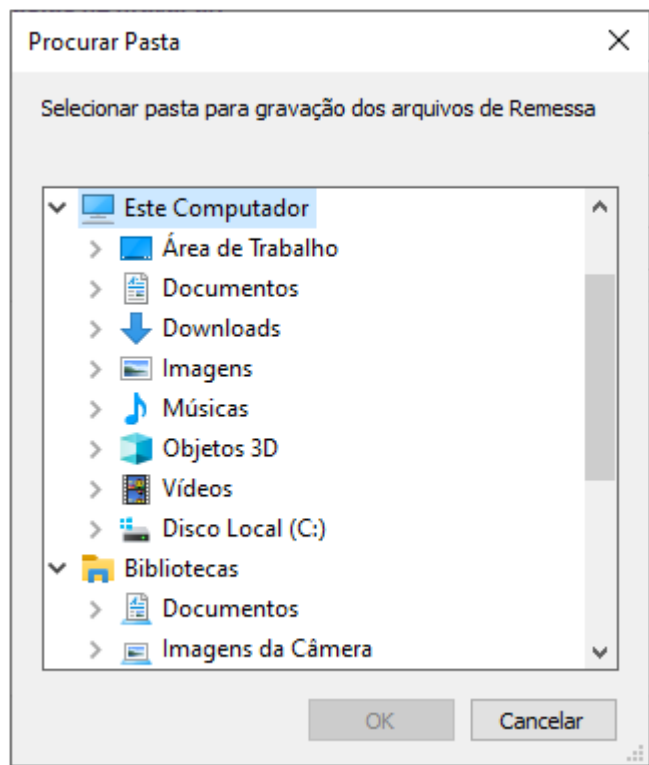 Procurar Pasta
Selecionar pasta para gravação dos arquivos de Remessa
Este Computador
Área de Trabalho
Documentos
Downloads
Imagens
Músicas
Objetos 3D
Vídeos
Disco Local (C:)
Bibliotecas
Documentos
Imagens da Câmera
OK
Cancelar